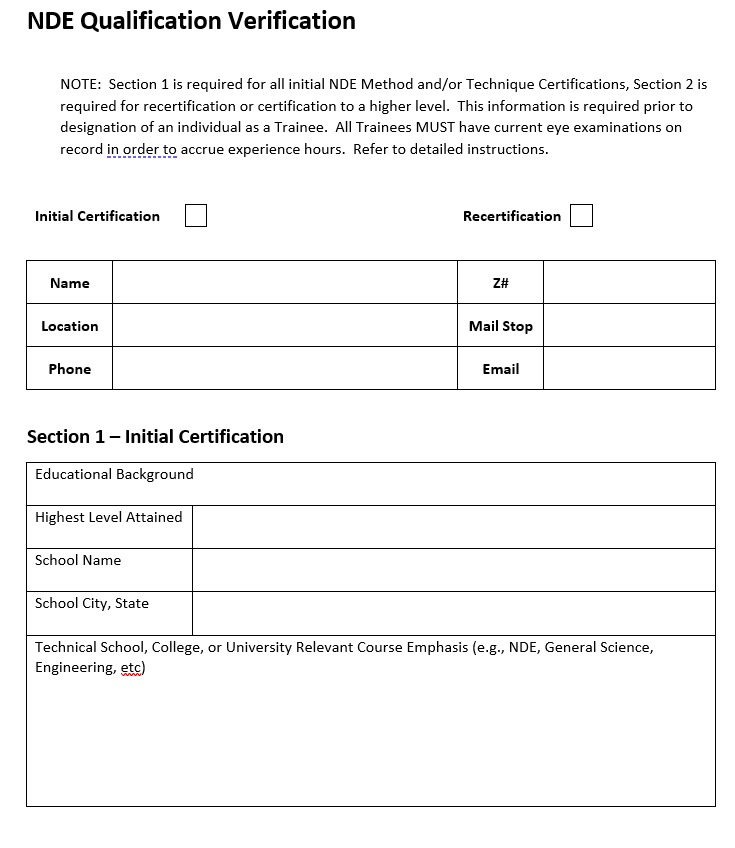 NDE Qualification Verification
NOTE:  Section 1 is required for all initial NDE Method and/or Technique Certifications, Section 2 is
required for recertification or certification to a higher level.  This information is required prior to
designation of an individual as a Trainee.  All Trainees MUST have current eye examinations on
record in order to accrue experience hours.  Refer to detailed instructions.
Initial Certification Recertification
Name Z#
Location Mail Stop
Phone Email
Section 1 – Initial Certification
Educational Background
Highest Level Attained
School Name
School City, State
Technical School, College, or University Relevant Course Emphasis (e.g., NDE, General Science,
Engineering, etc)